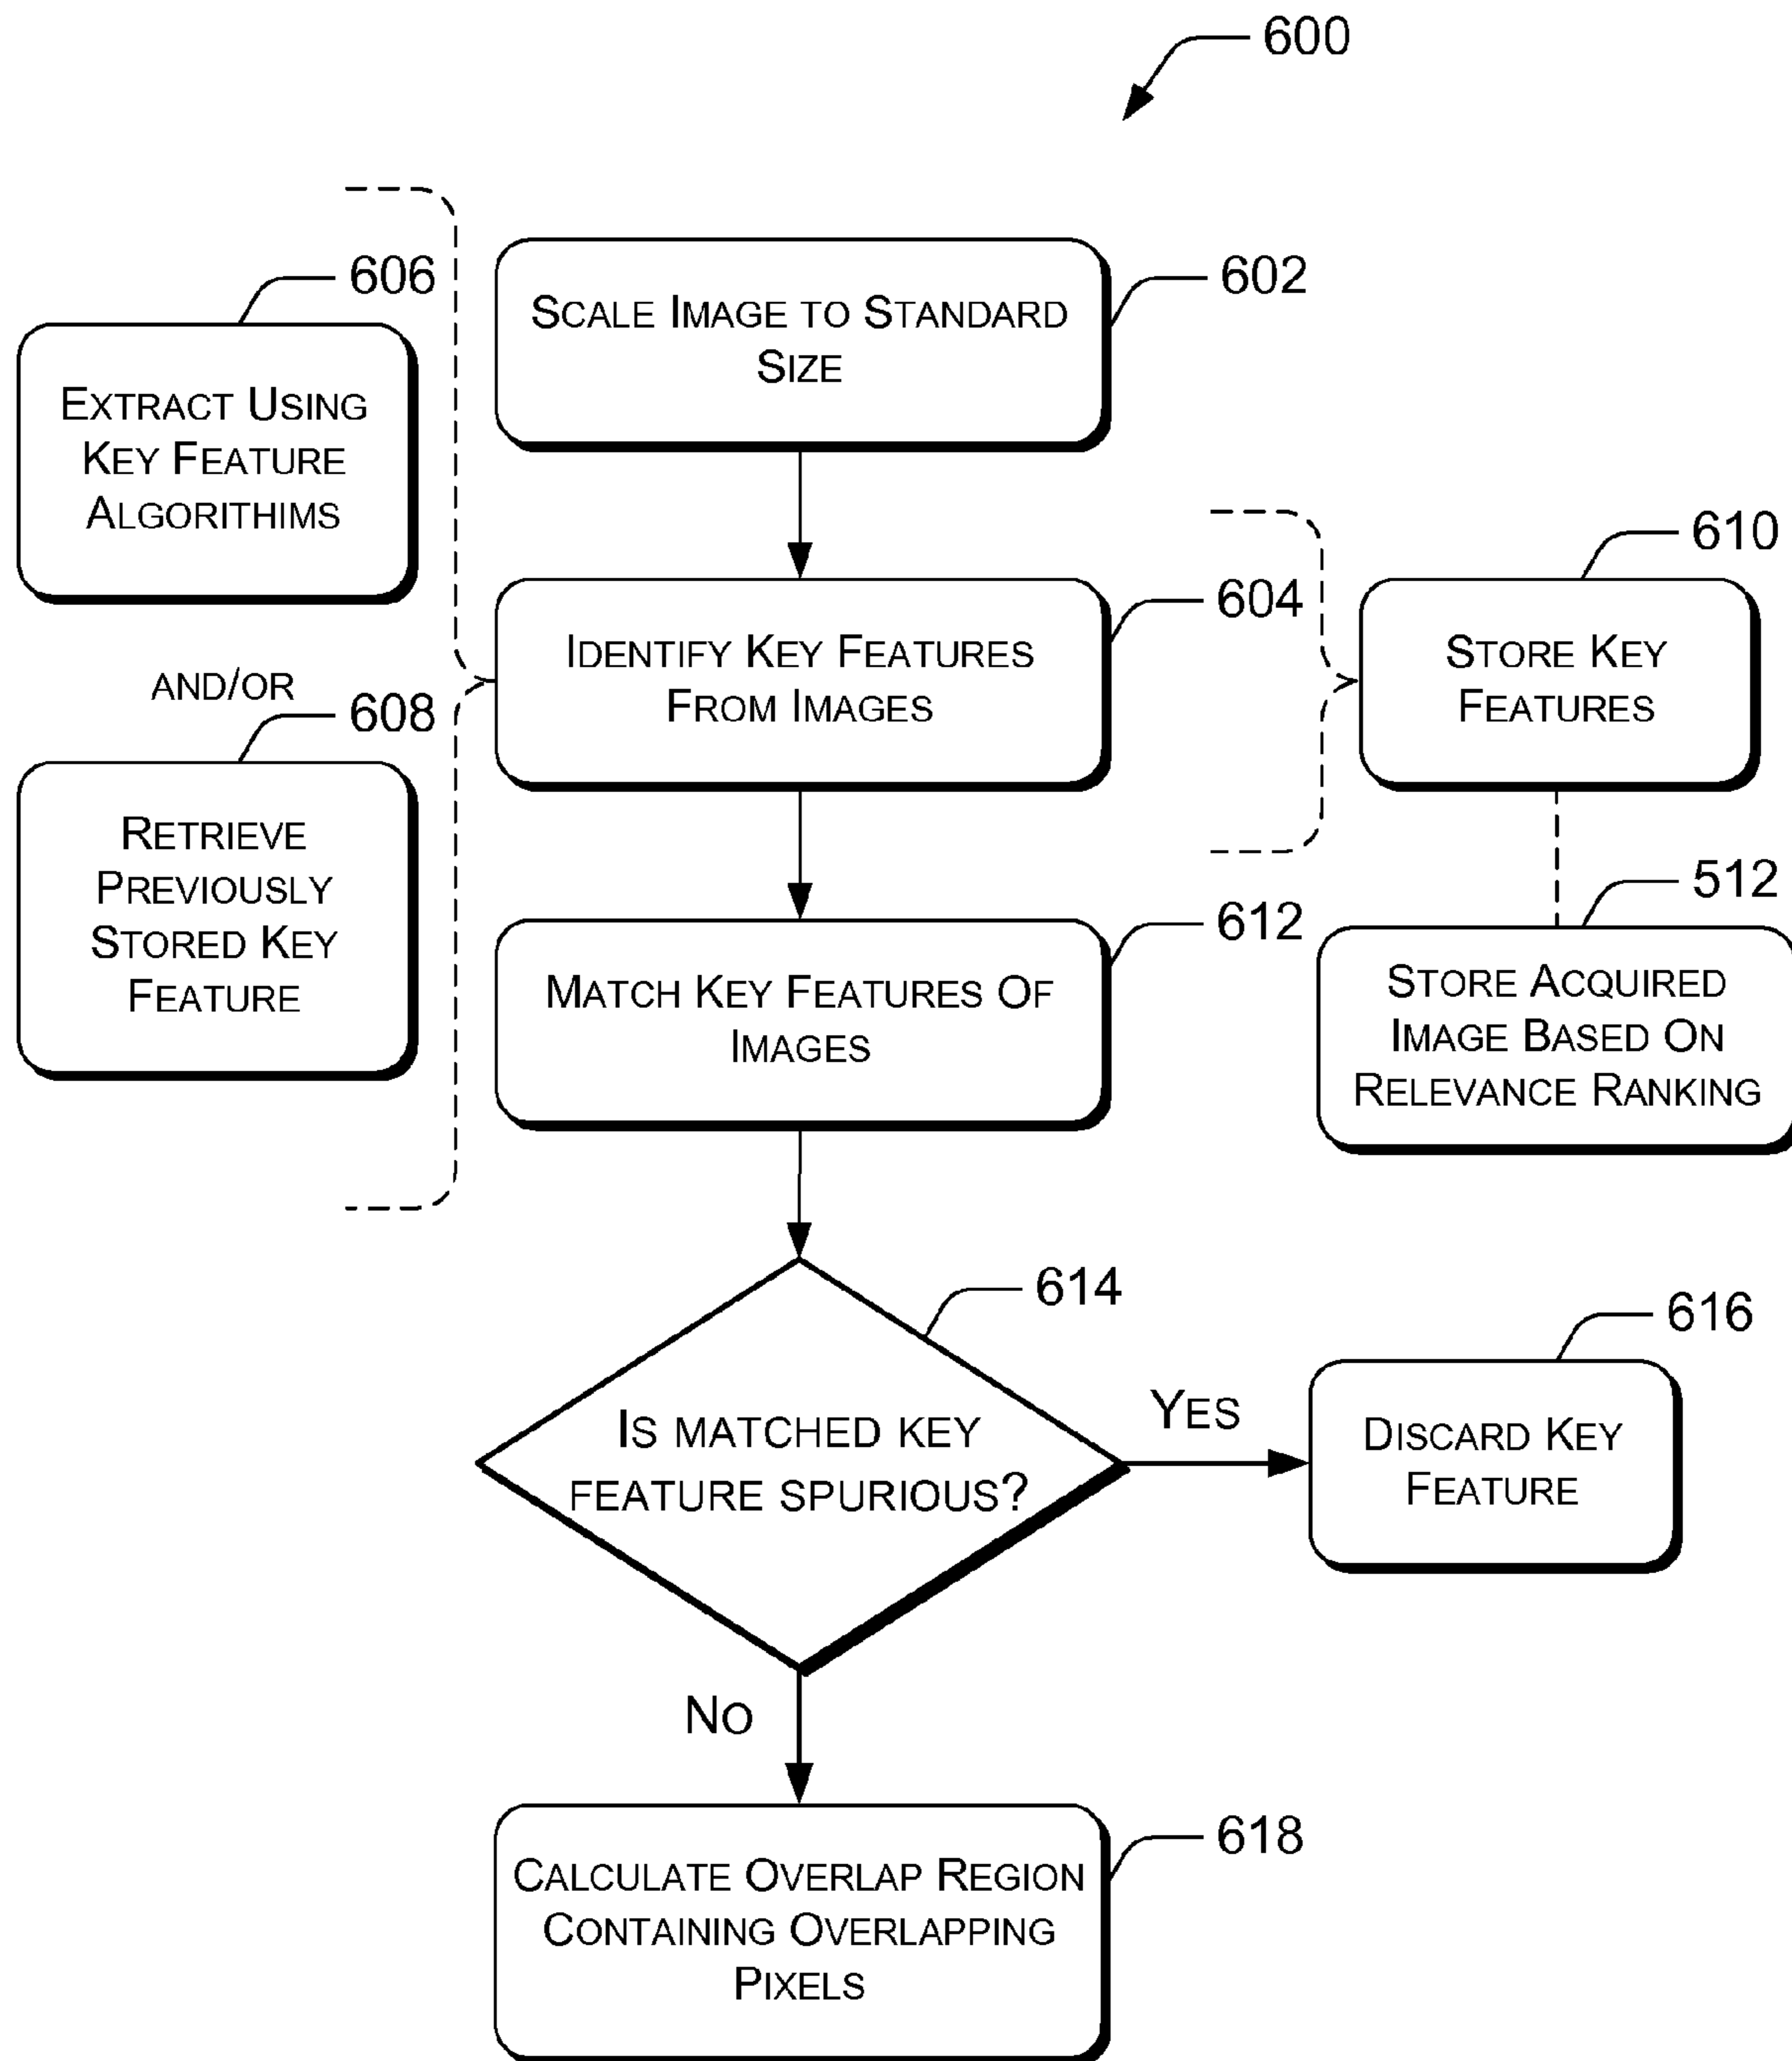 600
602
SCALE IMAGE TO STANDARD
SIZE
606
EXTRACT USING
KEY FEATURE
ALGORITHIMS
AND/OR
608
RETRIEVE
PREVIOUSLY
STORED KEY
FEATURE
604
IDENTIFY KEY FEATURES
FROM IMAGES
610
STORE KEY
FEATURES
512
STORE ACQUIRED
IMAGE BASED ON
RELEVANCE RANKING
612
MATCH KEY FEATURES OF
IMAGES
614
IS MATCHED KEY
FEATURE SPURIOUS?
YES
616
DISCARD KEY
FEATURE
NO
618
CALCULATE OVERLAP REGION
CONTAINING OVERLAPPING
PIXELS